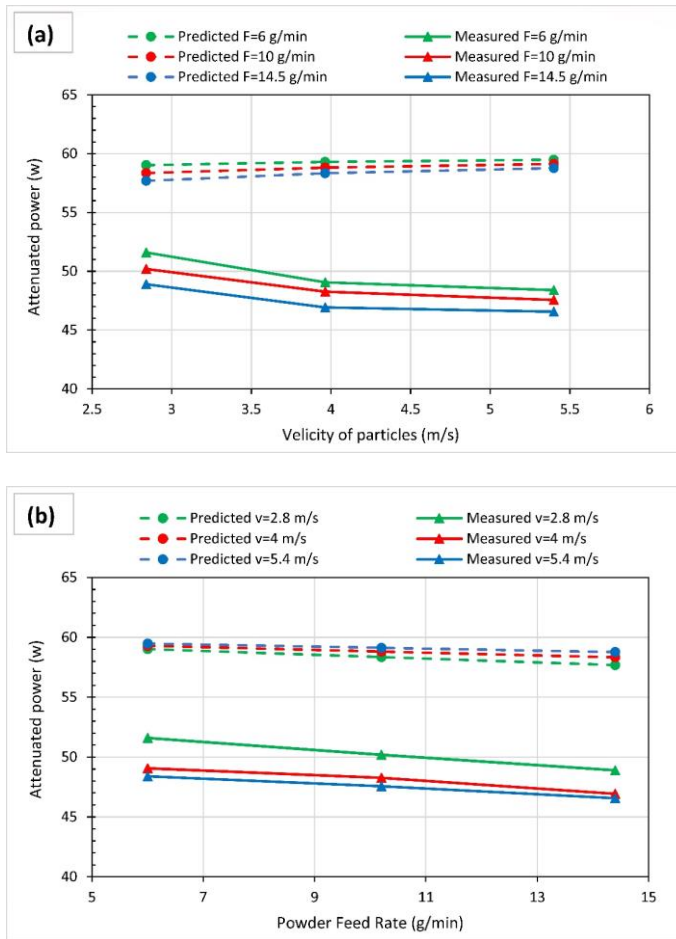 (a)
Predicted F=6 g/min Measured F=6 g/min
Predicted F=10 g/min Measured F=10 g/min
Predicted F=14.5 g/min Measured F=14.5 g/min
65
60
55
50
45
40
Attenuated power (w)
2.5 3 3.5 4 4.5 5 5.5 6
Velicity of particles (m/s)
(b)
Predicted v=2.8 m/s Measured v=2.8 m/s
Predicted v=4 m/s Measured v=4 m/s
Predicted v=5.4 m/s Measured v=5.4 m/s
65
60
55
50
45
40
Attenuated power (w)
5 7 9 11 13 15
Powder Feed Rate (g/min)